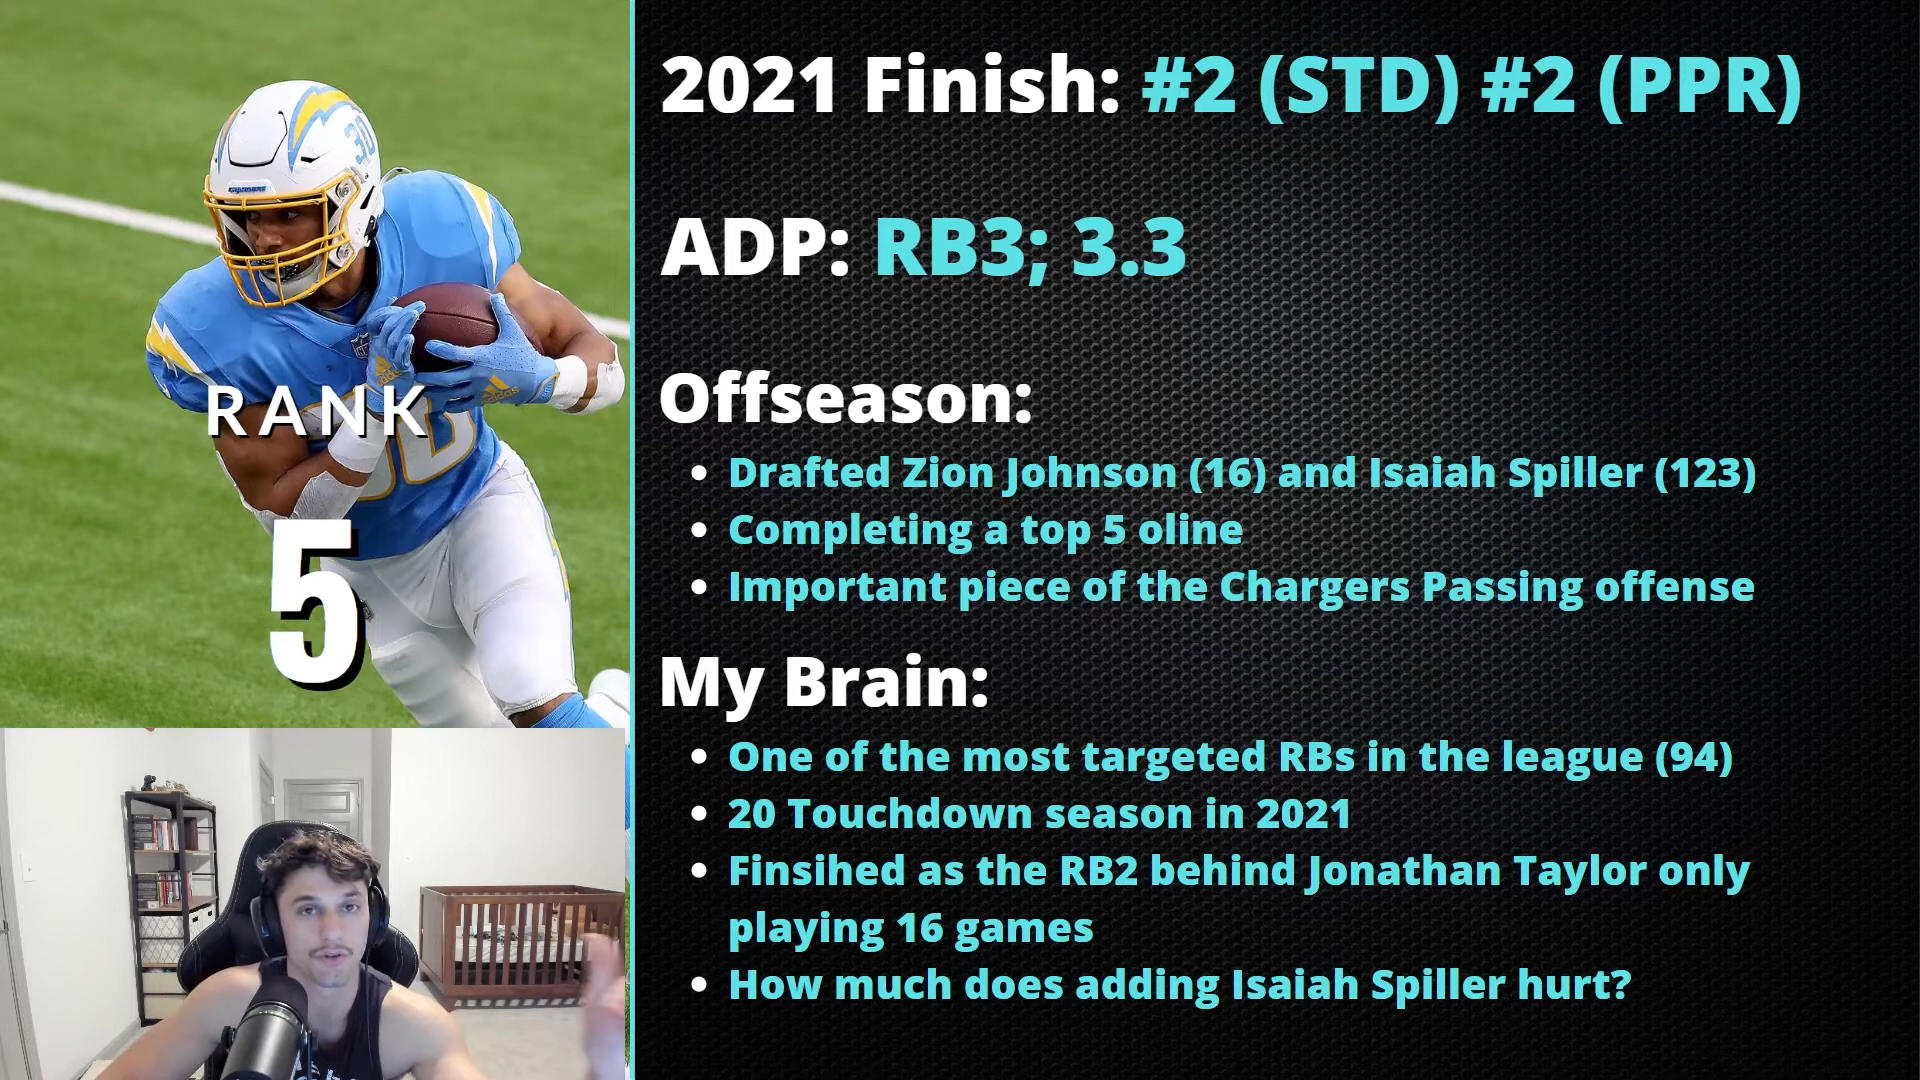 2021 Finish: #2 (STD) #2 (PPR)
ADP: RB3; 3.3
Offseason:
Drafted Zion Johnson (16) and Isaiah Spiller (123)
Completing a top 5 oline
Important piece of the Chargers Passing offense
My Brain:
One of the most targeted RBs in the league (94)
20 Touchdown season in 2021
Finsihed as the RB2 behind Jonathan Taylor only
playing 16 games
How much does adding Isaiah Spiller hurt?
30
CHARGERS
adidas
RANK
5